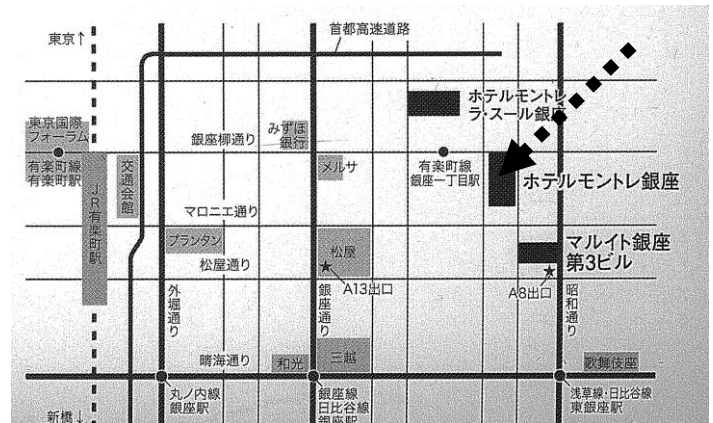 東京↑
首都高速道路
ホテルモントレ
ラ・スール銀座
みずほ
銀行
東京国際
フォーラム
銀座柳通り
有楽町線
有楽町駅
交通会館
メルサ
有楽町線
銀座一丁目駅
ホテルモントレ銀座
JR有楽町駅
マロニエ通り
プランタン
松屋
マルイト銀座
第3ビル
松屋通り
A13出口
A8出口
外堀通り
銀座通り
昭和通り
晴海通り
和光
三越
歌舞伎座
丸ノ内線
銀座駅
銀座線
日比谷線
銀座駅
浅草線・日比谷線
東銀座駅
新橋↓